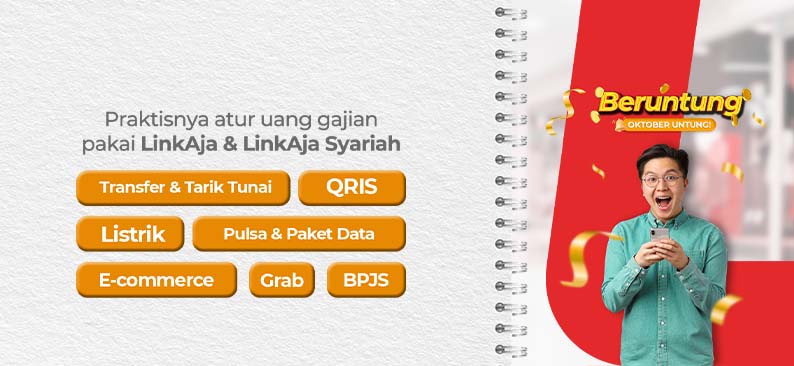 Praktisnya atur uang gajian
pakai LinkAja & LinkAja Syariah
Transfer & Tarik Tunai
QRIS
Listrik
Pulsa & Paket Data
E-commerce
Grab
BPJS
Beruntung
OKTOBER UNTUNG!